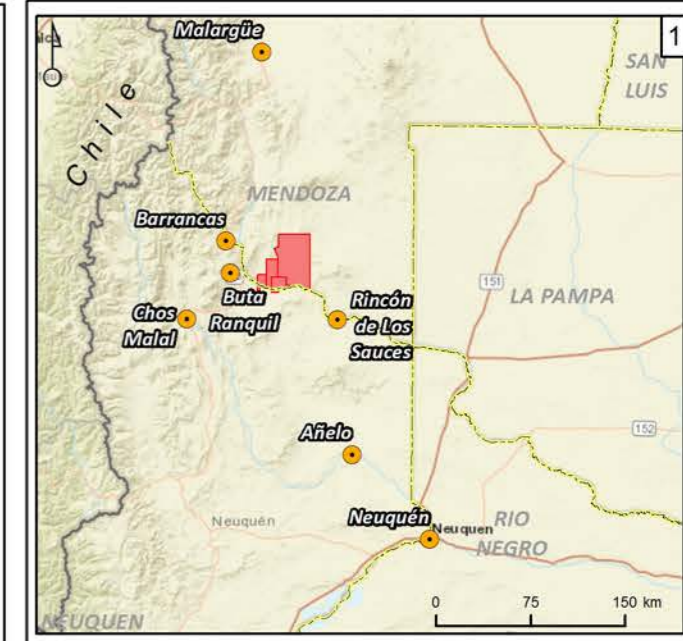 Malargüe
1
SAN
LUIS
Chile
MENDOZA
Barrancas
151
LA PAMPA
Buta
Ranquil
Rincón
de Los
Sauces
Chos
Malal
152
Añelo
Neuquén
Neuquén
Neuquen
RIO
NEGRO
NEUQUEN
0 75 150 km